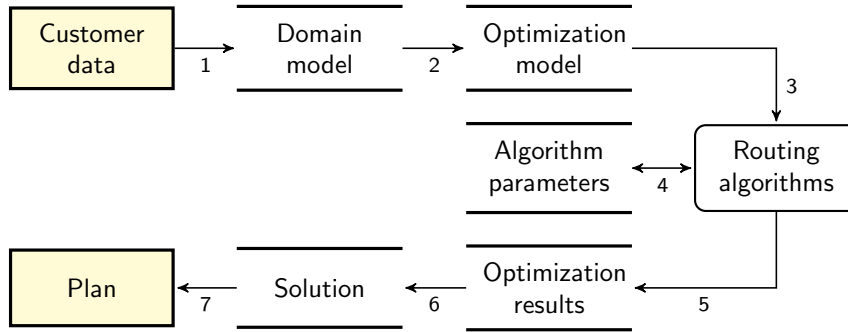 Customer
data
1
Domain
model
2
Optimization
model
3
Algorithm
parameters
4
Routing
algorithms
Plan
7
Solution
6
Optimization
results
5